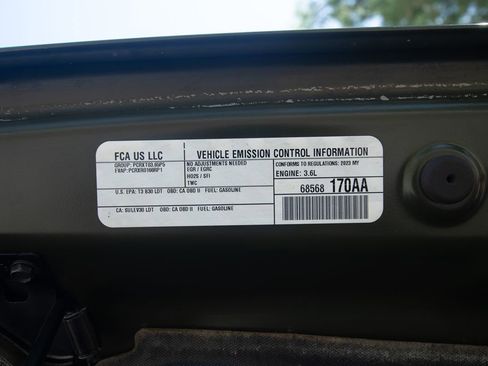 FCA US LLC
GROUP: PCRXT03.65P5
EVAP:PCRXR0166RP1
VEHICLE EMISSION CONTROL INFORMATION
NO ADJUSTMENTS NEEDED
EGR / EGRC
HO2S / SFI
TWC
CONFORMS TO REGULATIONS: 2023 MY
ENGINE: 3.6L
U.S. EPA: T3 B30 LDT OBD: CA OBD II FUEL: GASOLINE
68568 170AA
CA: SULEV30 LDT OBD: CA OBD II FUEL: GASOLINE